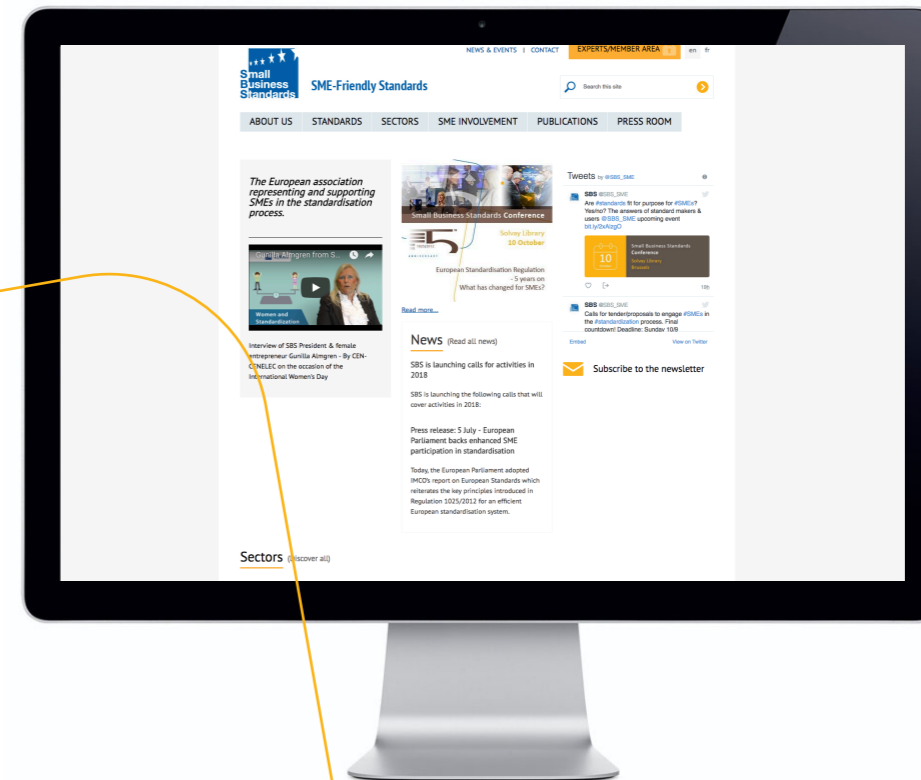 NEWS & EVENTS | CONTACT EXPERTS/MEMBER AREA en fr
Small
Business
Standards
SME-Friendly Standards
Search this site
ABOUT US STANDARDS SECTORS SME INVOLVEMENT PUBLICATIONS PRESS ROOM
The European association
representing and supporting
SMEs in the standardisation
process.
Gunilla Almgren from S...
Women and
Standardization
Interview of SBS President & female
entrepreneur Gunilla Almgren - By CEN-
CENELEC on the occasion of the
International Women's Day
Small Business Standards Conference
5
ANNIVERSARY
Solvay Library
10 October
European Standardisation Regulation
- 5 years on
What has changed for SMEs?
Read more...
News (Read all news)
SBS is launching calls for activities in
2018
SBS is launching the following calls that will
cover activities in 2018:
Press release: 5 July - European
Parliament backs enhanced SME
participation in standardisation
Today, the European Parliament adopted
IMCO's report on European Standards which
reiterates the key principles introduced in
Regulation 1025/2012 for an efficient
European standardisation system.
Tweets by @SBS_SME
SBS @SBS_SME
Are #standards fit for purpose for #SMEs?
Yes/no? The answers of standard makers &
users @SBS_SME upcoming event
bit.ly/2xAizgO
10
Small Business Standards
Conference
Solvay Library
Brussels
SBS @SBS_SME
Calls for tender/proposals to engage #SMEs in
the #standardization process. Final
countdown! Deadline: Sunday 10/9
Embed View on Twitter
Subscribe to the newsletter
Sectors (Discover all)